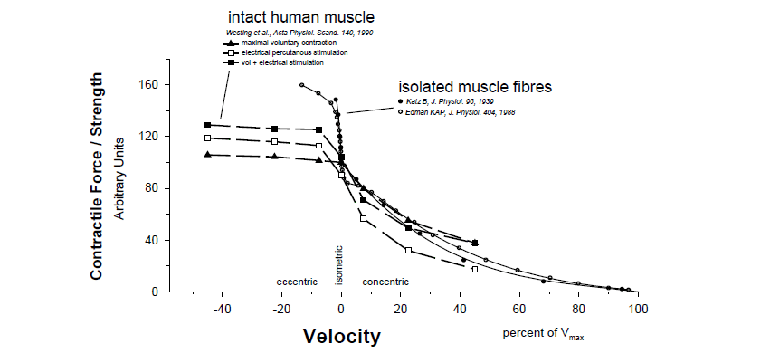 intact human muscle
Westing et al., Acta Physiol. Scand. 140, 1990
maximal voluntary contraction
electrical percutaneous stimulation
vol + electrical stimulation
isolated muscle fibres
Katz B, J. Physiol. 90, 1939
Edman KAP, J. Physiol. 404, 1988
Contractile Force / Strength
Arbitrary Units
160
120
80
40
0
eccentric
isometric
concentric
-40
-20
0
20
40
60
80
100
Velocity
percent of Vmax